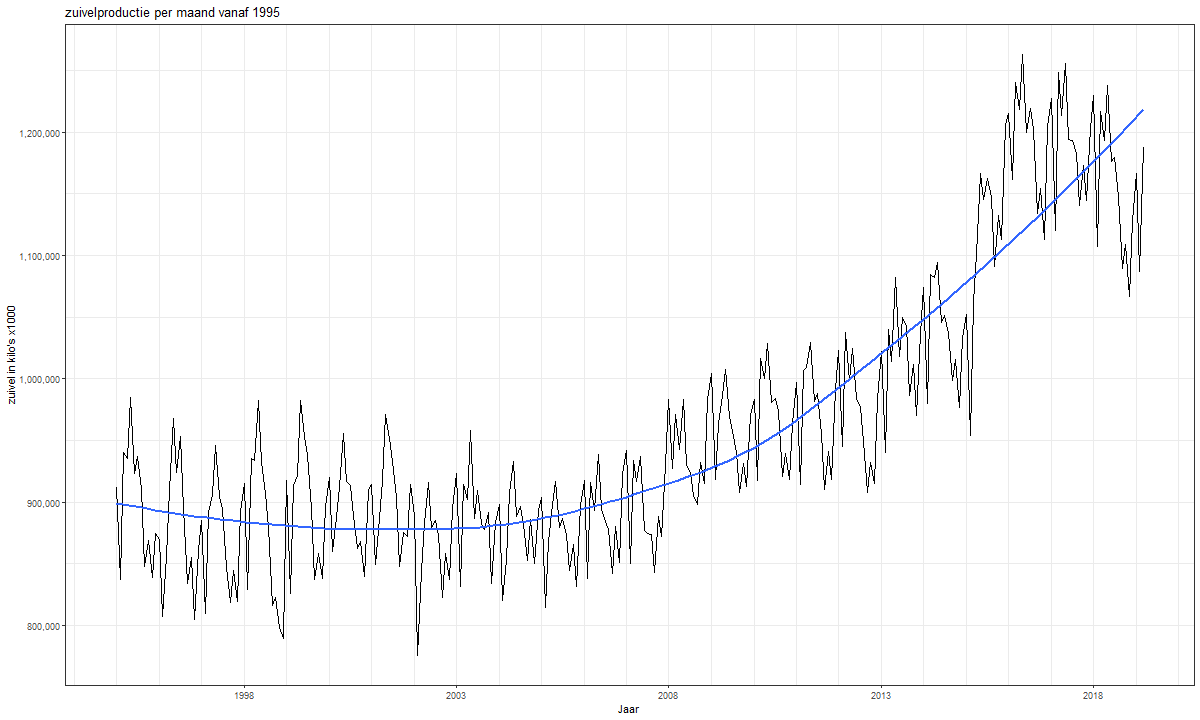 zuivelproductie per maand vanaf 1995
zuivel in kilo's x1000
1,200,000
1,100,000
1,000,000
900,000
800,000
1998 2003 2008 2013 2018
Jaar